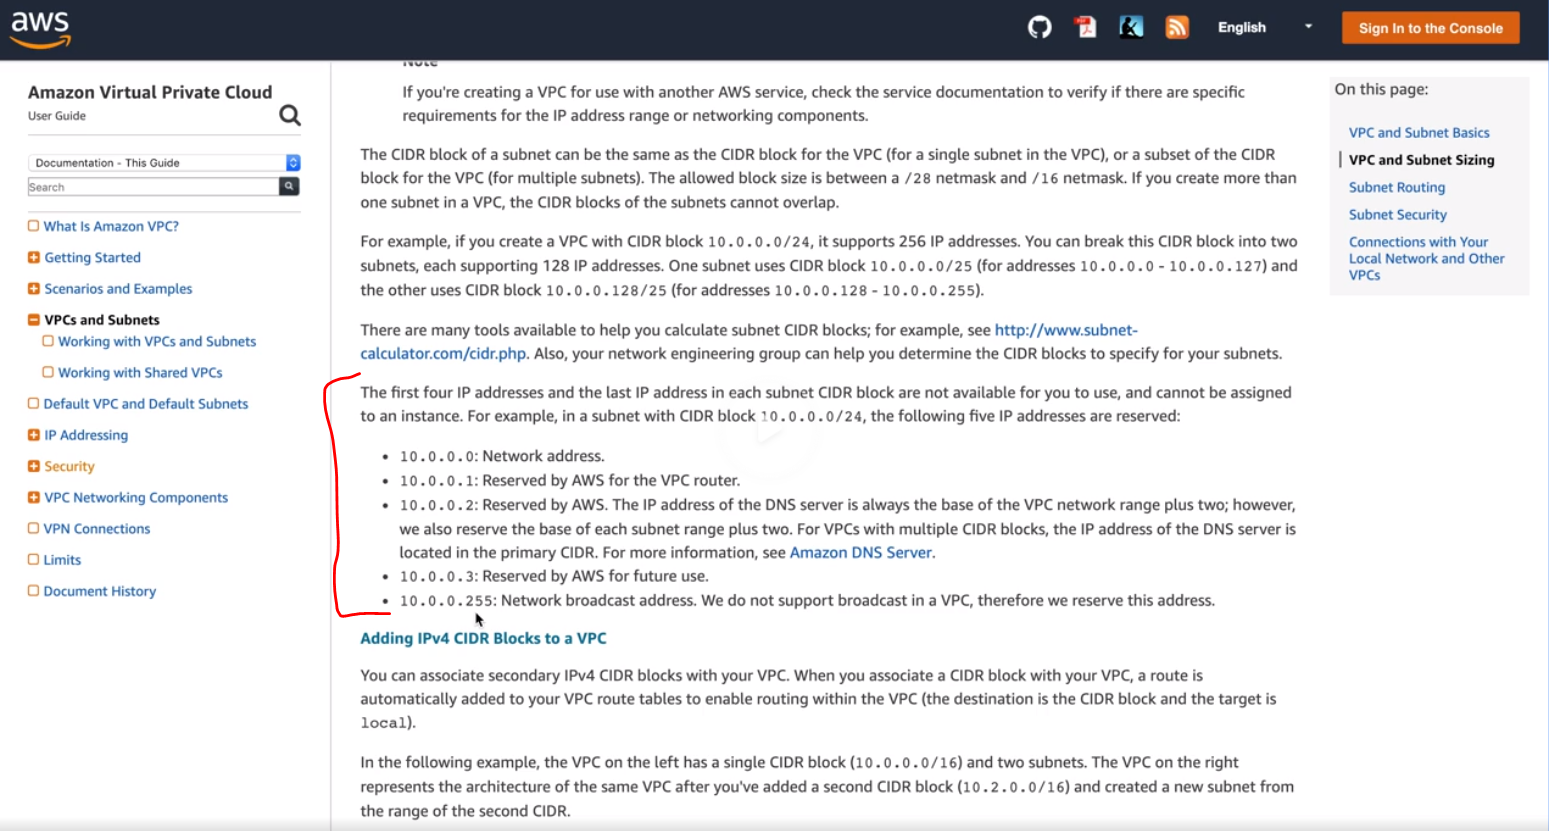 aws
English
Sign In to the Console
Amazon Virtual Private Cloud
User Guide
Documentation - This Guide
Search
What Is Amazon VPC?
Getting Started
Scenarios and Examples
VPCs and Subnets
Working with VPCs and Subnets
Working with Shared VPCs
Default VPC and Default Subnets
IP Addressing
Security
VPC Networking Components
VPN Connections
Limits
Document History
Note
If you're creating a VPC for use with another AWS service, check the service documentation to verify if there are specific
requirements for the IP address range or networking components.
The CIDR block of a subnet can be the same as the CIDR block for the VPC (for a single subnet in the VPC), or a subset of the CIDR
block for the VPC (for multiple subnets). The allowed block size is between a /28 netmask and /16 netmask. If you create more than
one subnet in a VPC, the CIDR blocks of the subnets cannot overlap.
For example, if you create a VPC with CIDR block 10.0.0.0/24, it supports 256 IP addresses. You can break this CIDR block into two
subnets, each supporting 128 IP addresses. One subnet uses CIDR block 10.0.0.0/25 (for addresses 10.0.0.0 - 10.0.0.127) and
the other uses CIDR block 10.0.0.128/25 (for addresses 10.0.0.128 - 10.0.0.255).
There are many tools available to help you calculate subnet CIDR blocks; for example, see http://www.subnet-
calculator.com/cidr.php. Also, your network engineering group can help you determine the CIDR blocks to specify for your subnets.
The first four IP addresses and the last IP address in each subnet CIDR block are not available for you to use, and cannot be assigned
to an instance. For example, in a subnet with CIDR block 10.0.0.0/24, the following five IP addresses are reserved:
• 10.0.0.0: Network address.
• 10.0.0.1: Reserved by AWS for the VPC router.
• 10.0.0.2: Reserved by AWS. The IP address of the DNS server is always the base of the VPC network range plus two; however,
we also reserve the base of each subnet range plus two. For VPCs with multiple CIDR blocks, the IP address of the DNS server is
located in the primary CIDR. For more information, see Amazon DNS Server.
• 10.0.0.3: Reserved by AWS for future use.
• 10.0.0.255: Network broadcast address. We do not support broadcast in a VPC, therefore we reserve this address.
Adding IPv4 CIDR Blocks to a VPC
You can associate secondary IPv4 CIDR blocks with your VPC. When you associate a CIDR block with your VPC, a route is
automatically added to your VPC route tables to enable routing within the VPC (the destination is the CIDR block and the target is
local).
In the following example, the VPC on the left has a single CIDR block (10.0.0.0/16) and two subnets. The VPC on the right
represents the architecture of the same VPC after you've added a second CIDR block (10.2.0.0/16) and created a new subnet from
the range of the second CIDR.
On this page:
VPC and Subnet Basics
VPC and Subnet Sizing
Subnet Routing
Subnet Security
Connections with Your
Local Network and Other
VPCs